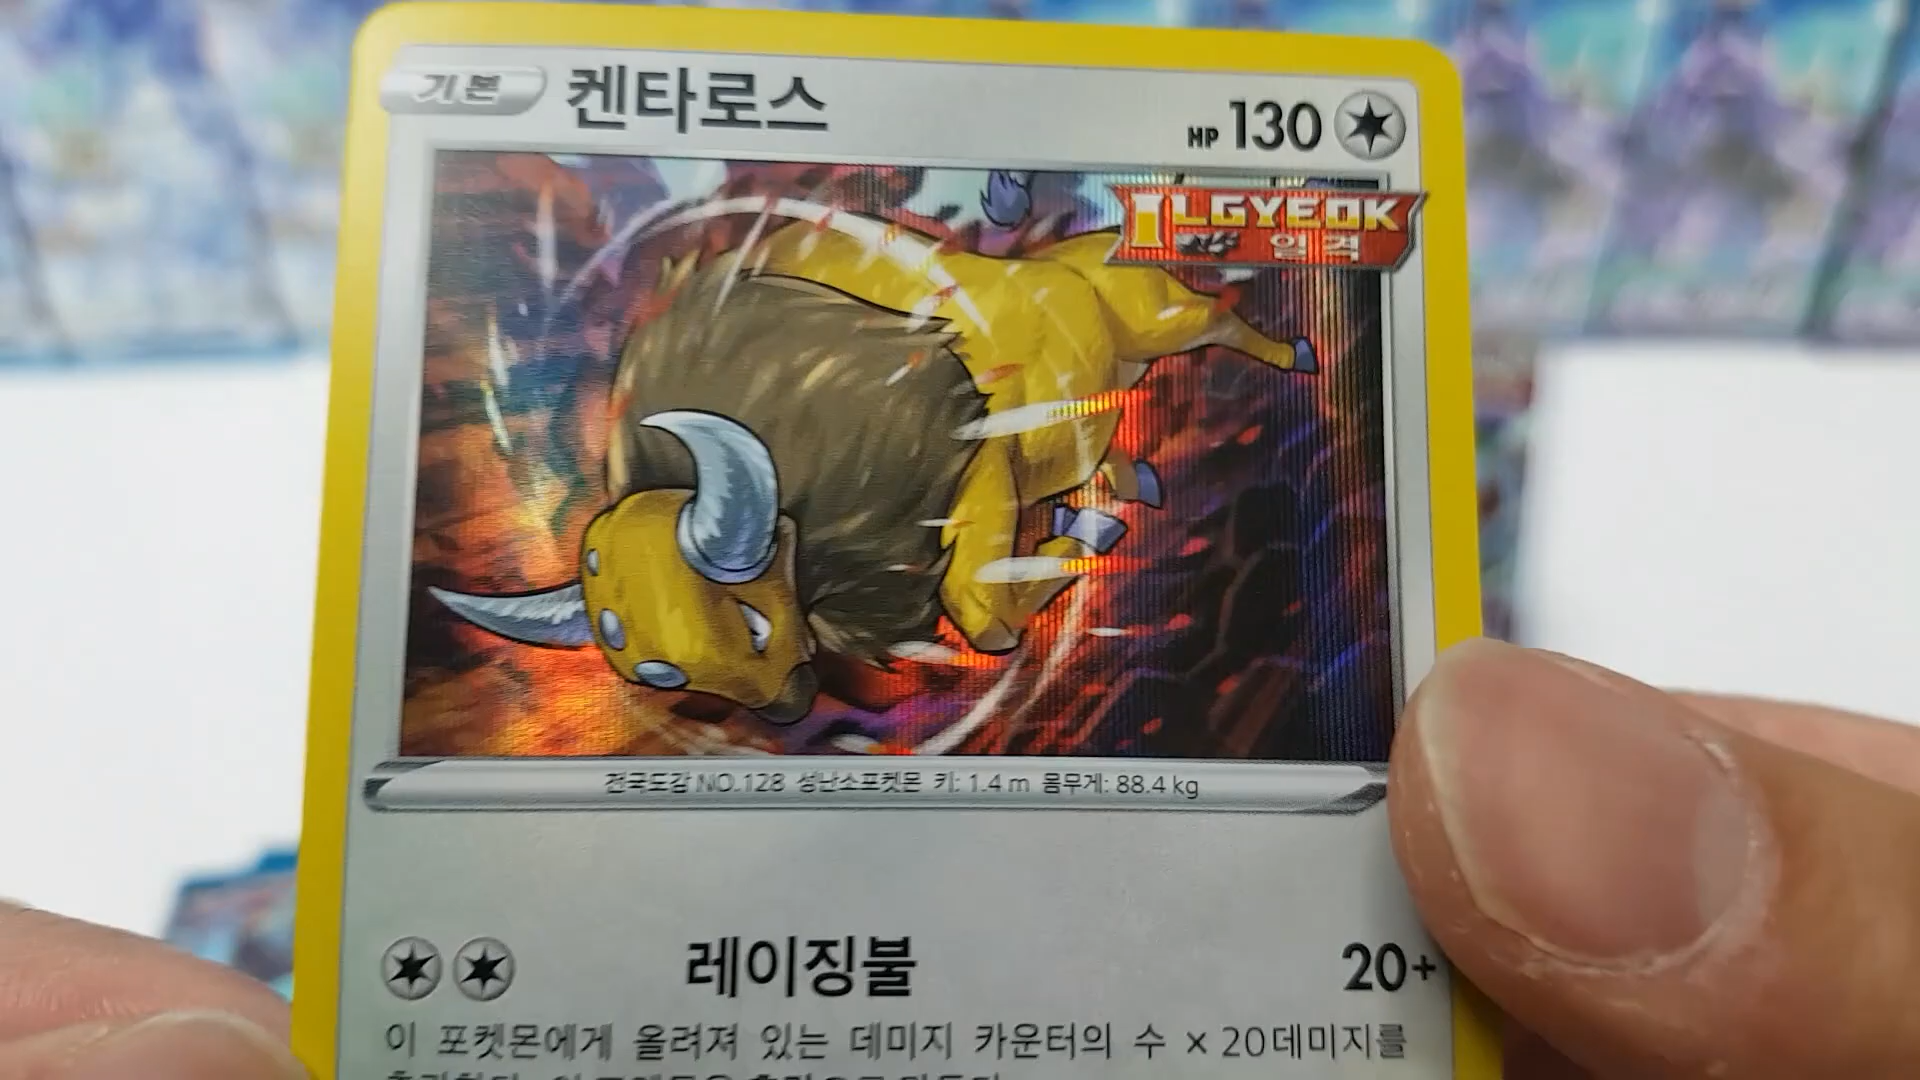 기본 켄타로스 HP 130
ILGYEOK
일격
전국도감 NO.128 성난소포켓몬 키: 1.4 m 몸무게: 88.4 kg
레이징불 20+
이 포켓몬에게 올려져 있는 데미지 카운터의 수 × 20데미지를